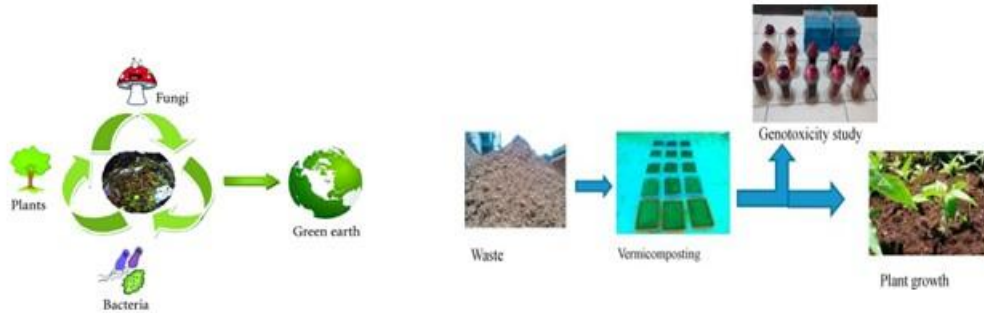 Fungi
Plants
Green earth
Bacteria
Genotoxicity study
Waste
Vermicomposting
Plant growth